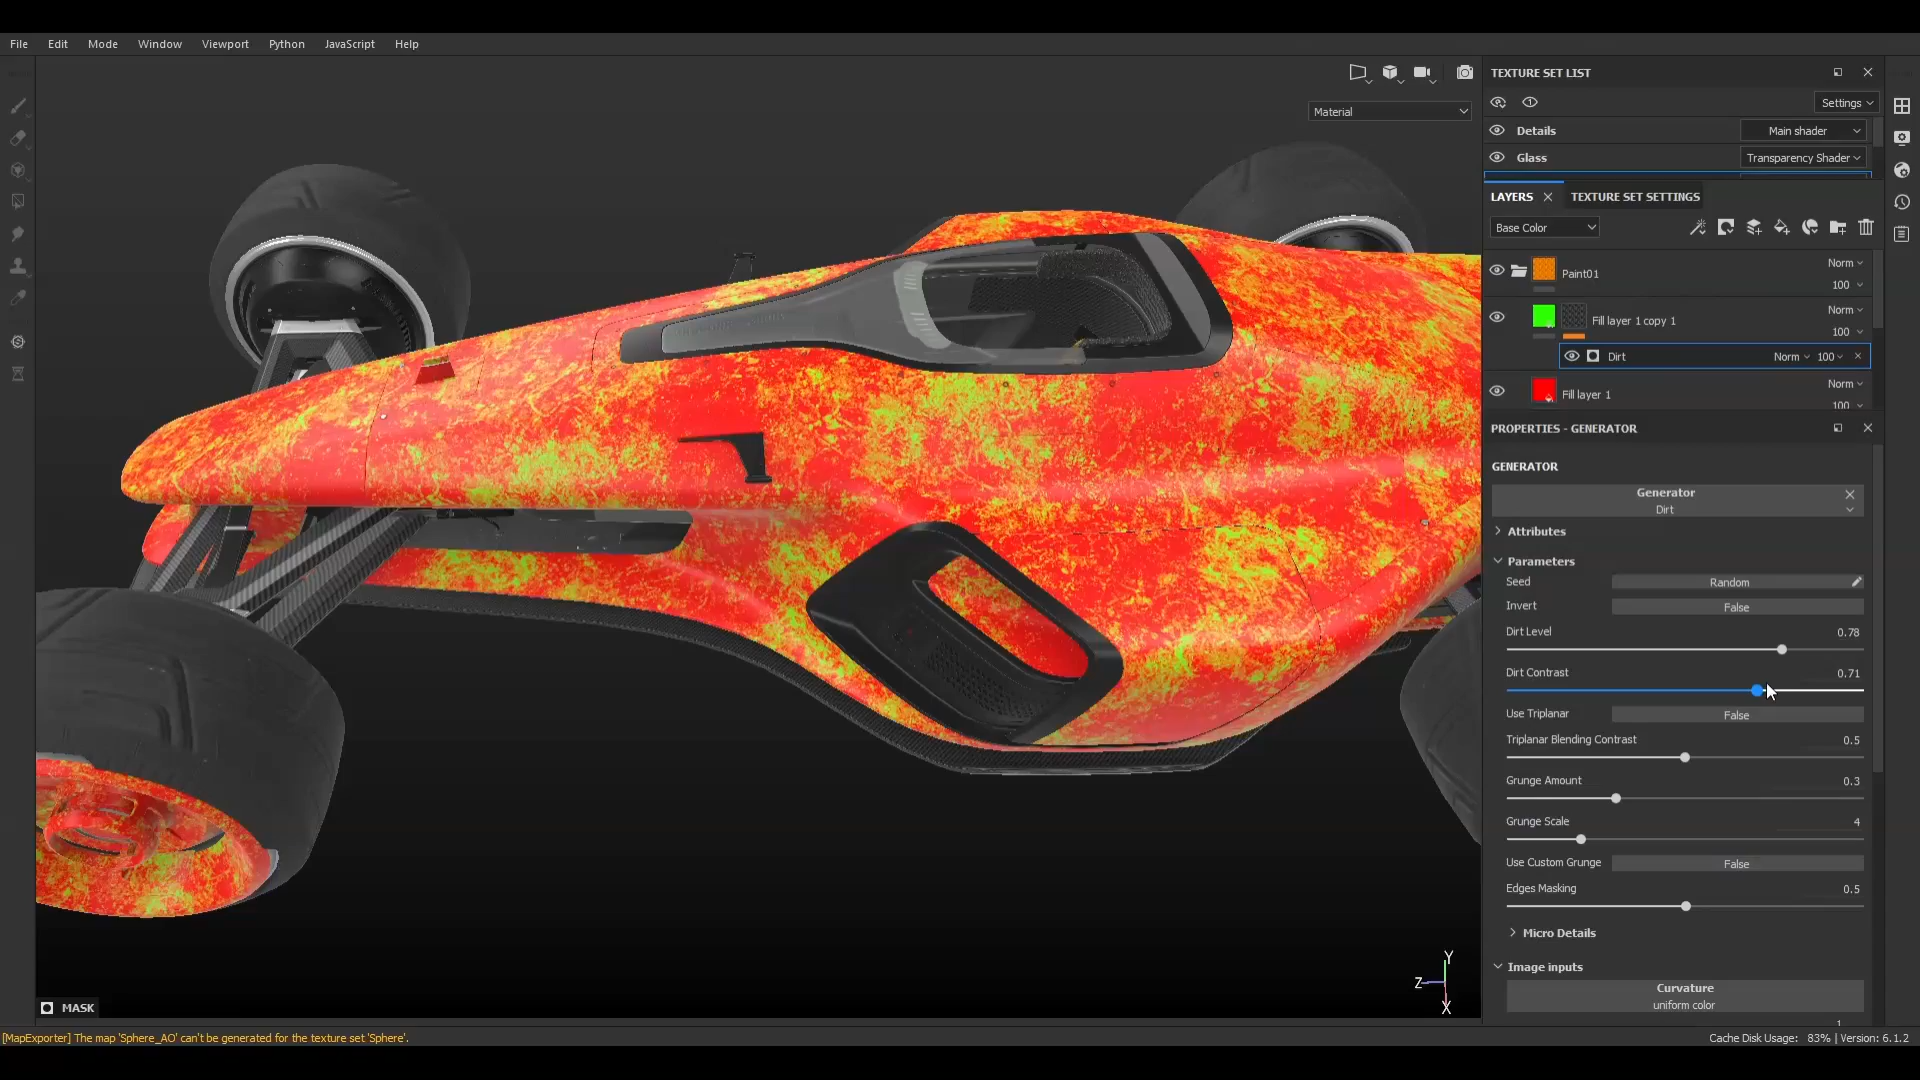 File Edit Mode Window Viewport Python JavaScript Help
TEXTURE SET LIST
Material
Settings
Details Main shader
Glass Transparency Shader
LAYERS TEXTURE SET SETTINGS
Base Color
Paint01 Norm
100
Fill layer 1 copy 1 Norm
100
Dirt Norm 100
Fill layer 1 Norm
100
PROPERTIES - GENERATOR
GENERATOR
Generator
Dirt
Attributes
Parameters
Seed Random
Invert False
Dirt Level 0.78
Dirt Contrast 0.71
Use Triplanar False
Triplanar Blending Contrast 0.5
Grunge Amount 0.3
Grunge Scale 4
Use Custom Grunge False
Edges Masking 0.5
Micro Details
Image inputs
Curvature
uniform color
1
Y
Z
X
MASK
[MapExporter] The map 'Sphere_AO' can't be generated for the texture set 'Sphere'.
Cache Disk Usage: 83% | Version: 6.1.2